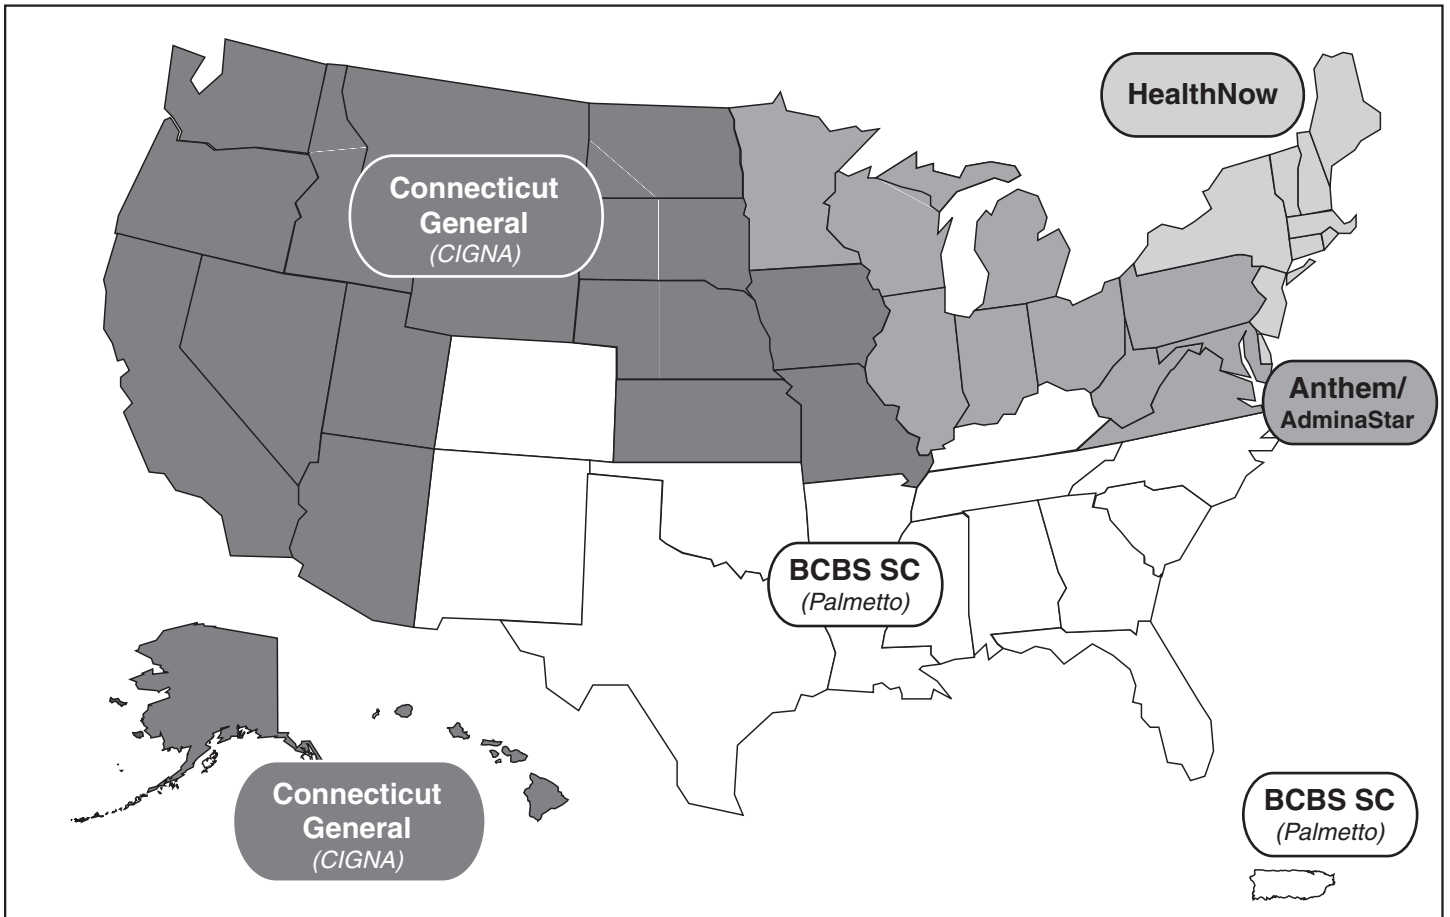 HealthNow
Connecticut
General
(CIGNA)
Anthem/
AdminaStar
BCBS SC
(Palmetto)
Connecticut
General
(CIGNA)
BCBS SC
(Palmetto)